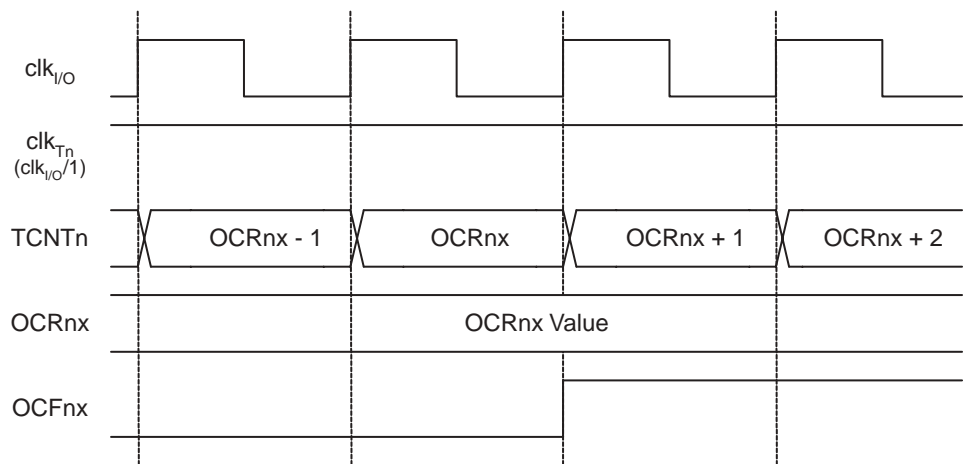 clkI/O
clkTn
(clkI/O/1)
TCNTn OCRnx - 1 OCRnx OCRnx + 1 OCRnx + 2
OCRnx OCRnx Value
OCFnx